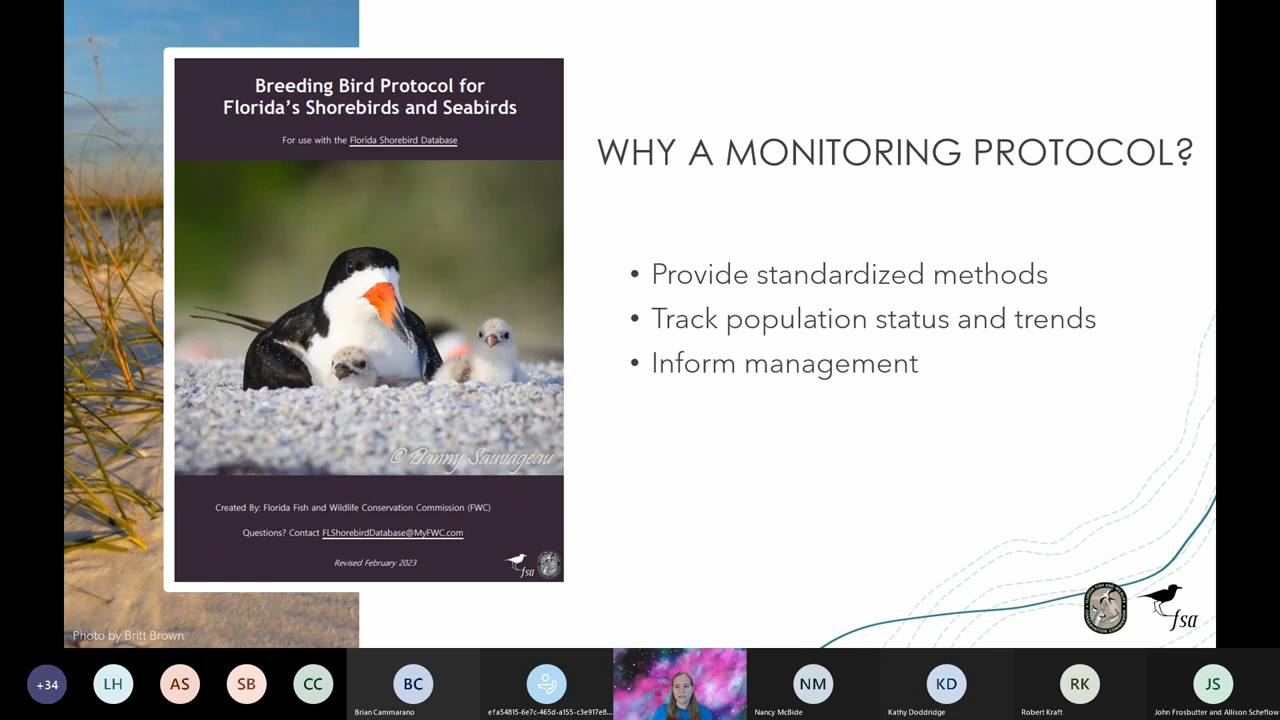 Breeding Bird Protocol for
Florida's Shorebirds and Seabirds
For use with the Florida Shorebird Database
© Danny Sauvageau
Created By: Florida Fish and Wildlife Conservation Commission (FWC)
Questions? Contact FLShorebirdDatabase@MyFWC.com
Revised February 2023
fsa
WHY A MONITORING PROTOCOL?
• Provide standardized methods
• Track population status and trends
• Inform management
Photo by Britt Brown
fsa
+34
LH
AS
SB
CC
BC
NM
KD
RK
JS
Brian Cammarano
efa54815-6e7c-465d-a155-c3e917e8...
Nancy McBide
Kathy Doddridge
Robert Kraft
John Frosbutter and Allison Scheflow